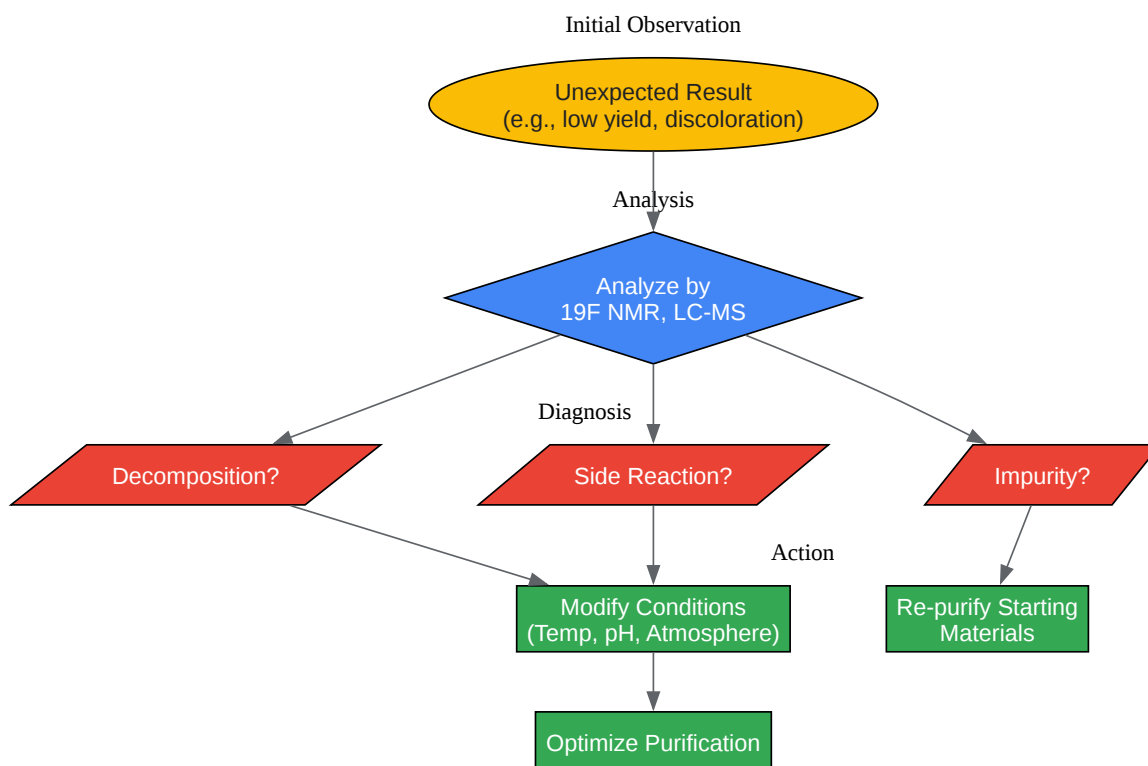 Initial Observation
Unexpected Result
(e.g., low yield, discoloration)
Analysis
Analyze by
19F NMR, LC-MS
Diagnosis
Decomposition?
Side Reaction?
Impurity?
Action
Modify Conditions
(Temp, pH, Atmosphere)
Re-purify Starting
Materials
Optimize Purification